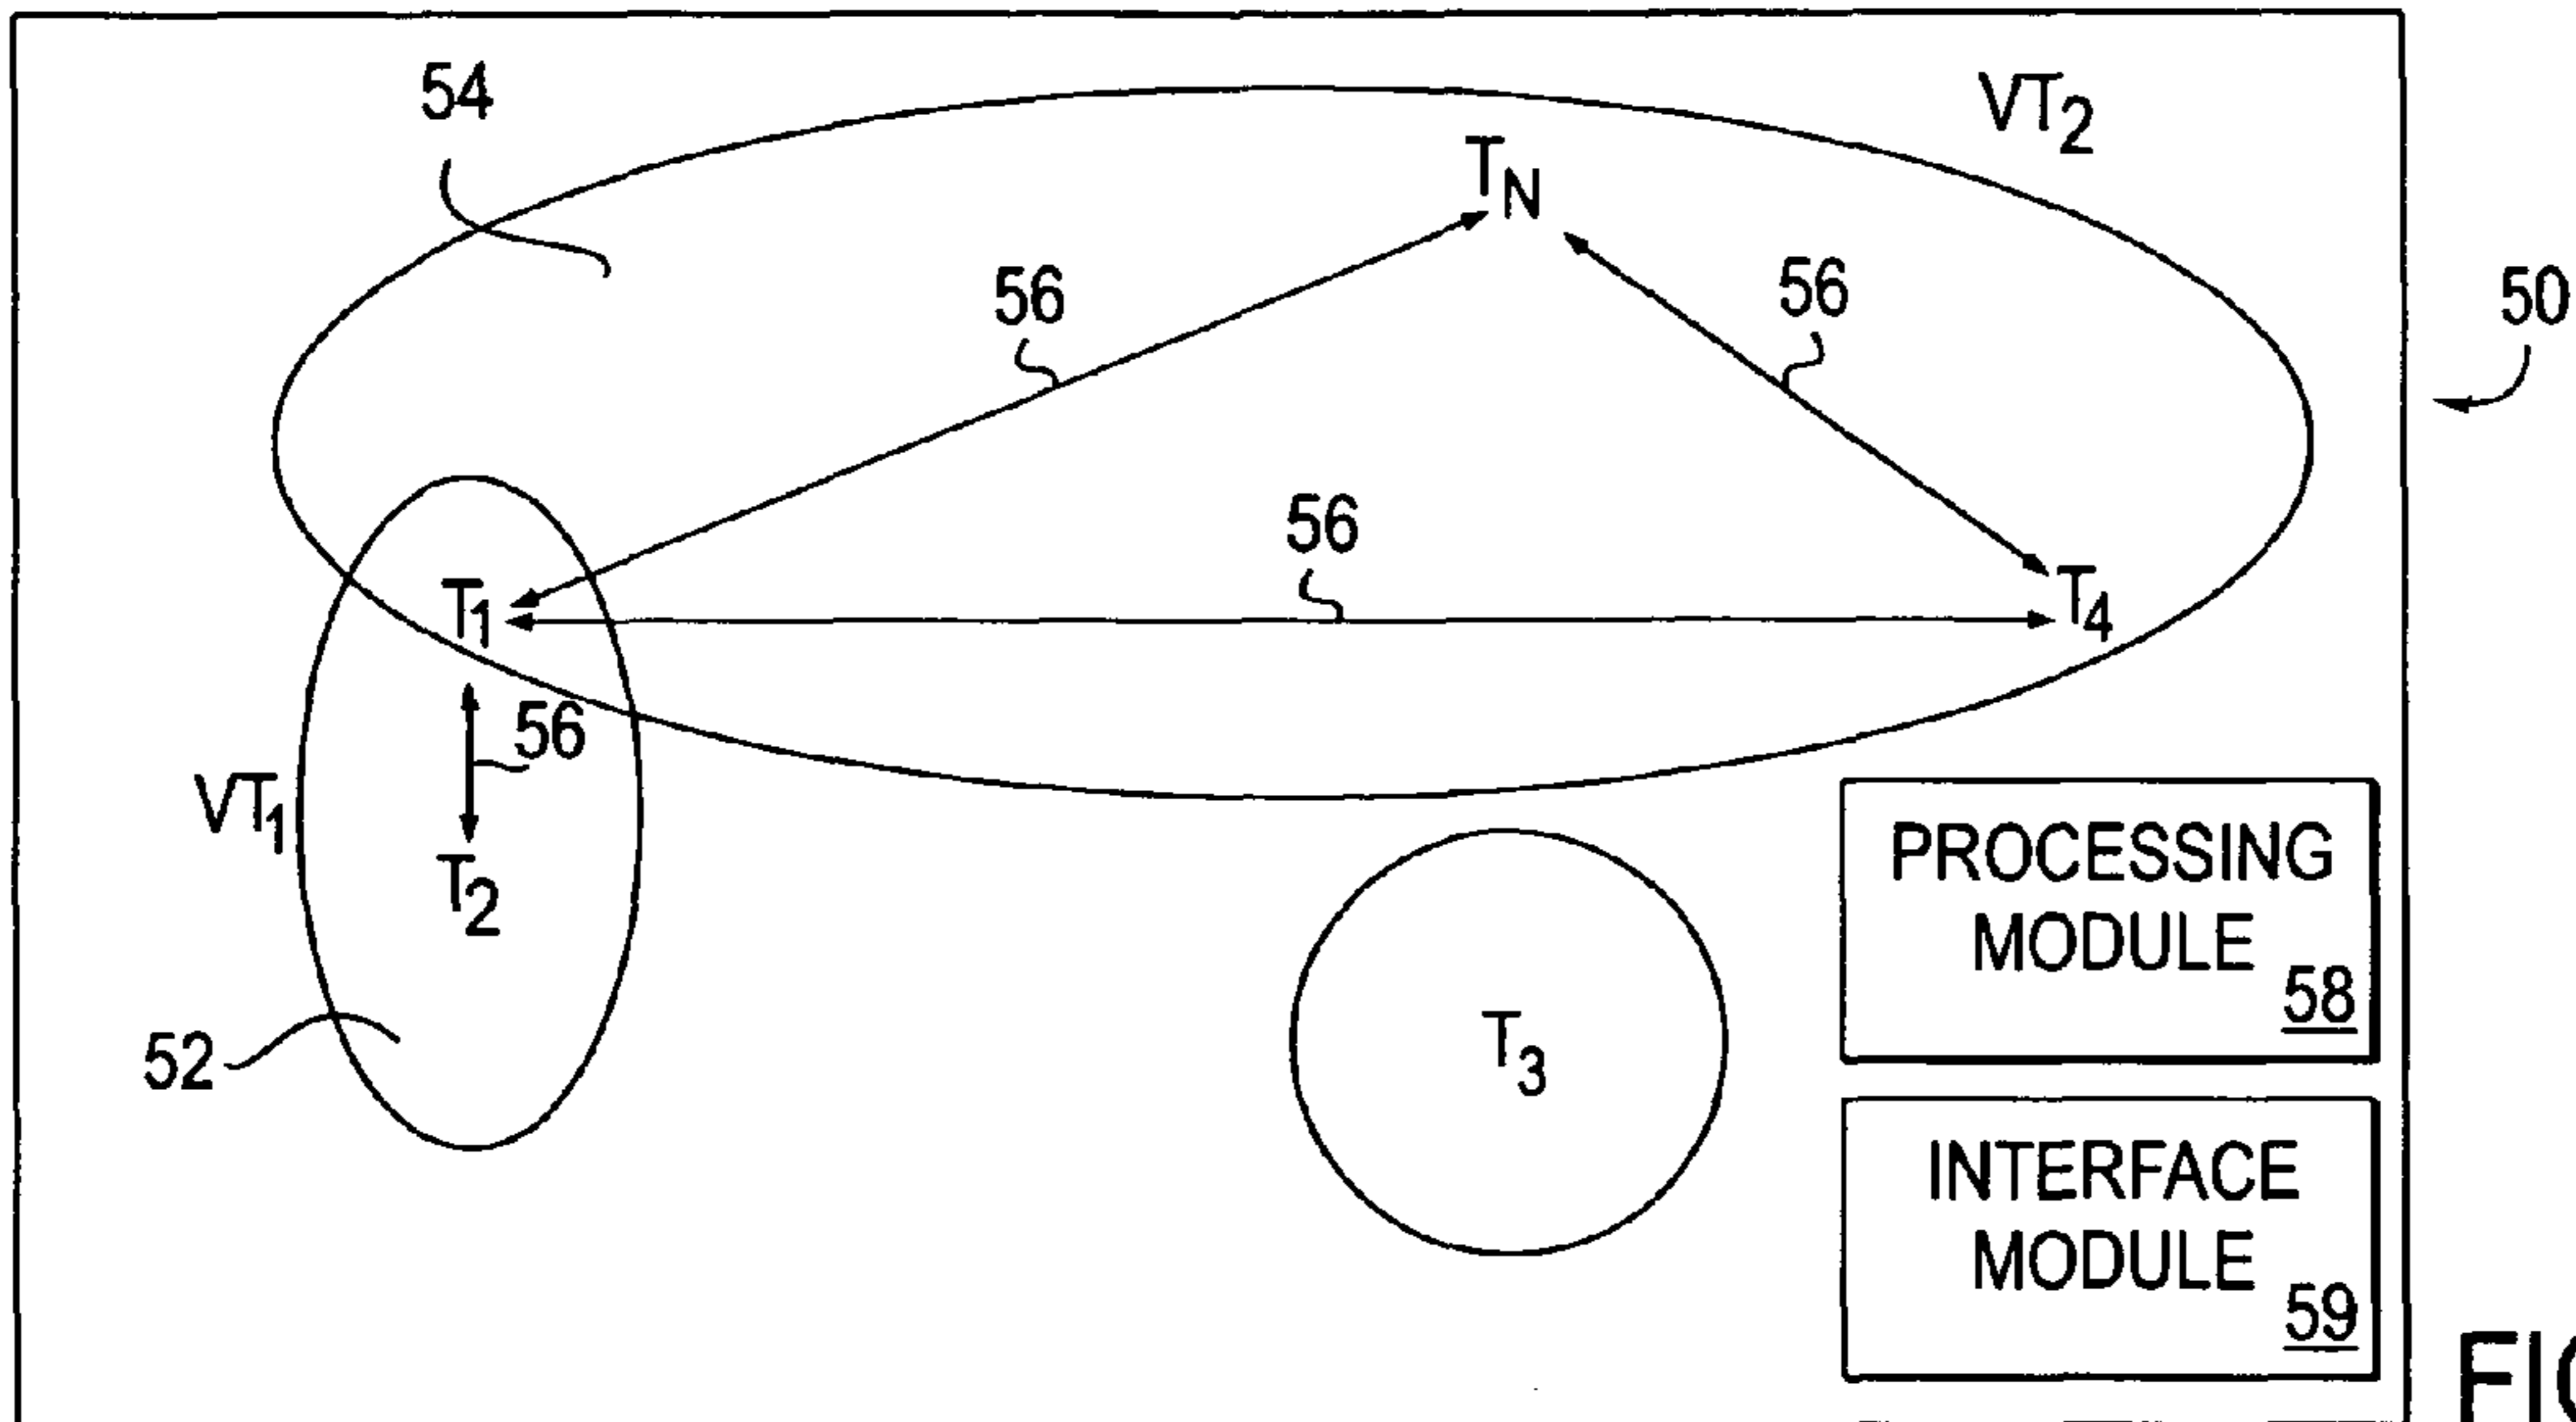 54
VT2
TN
56
56
50
56
T1
T4
56
VT1
T2
PROCESSING
MODULE
58
52
T3
INTERFACE
MODULE
59